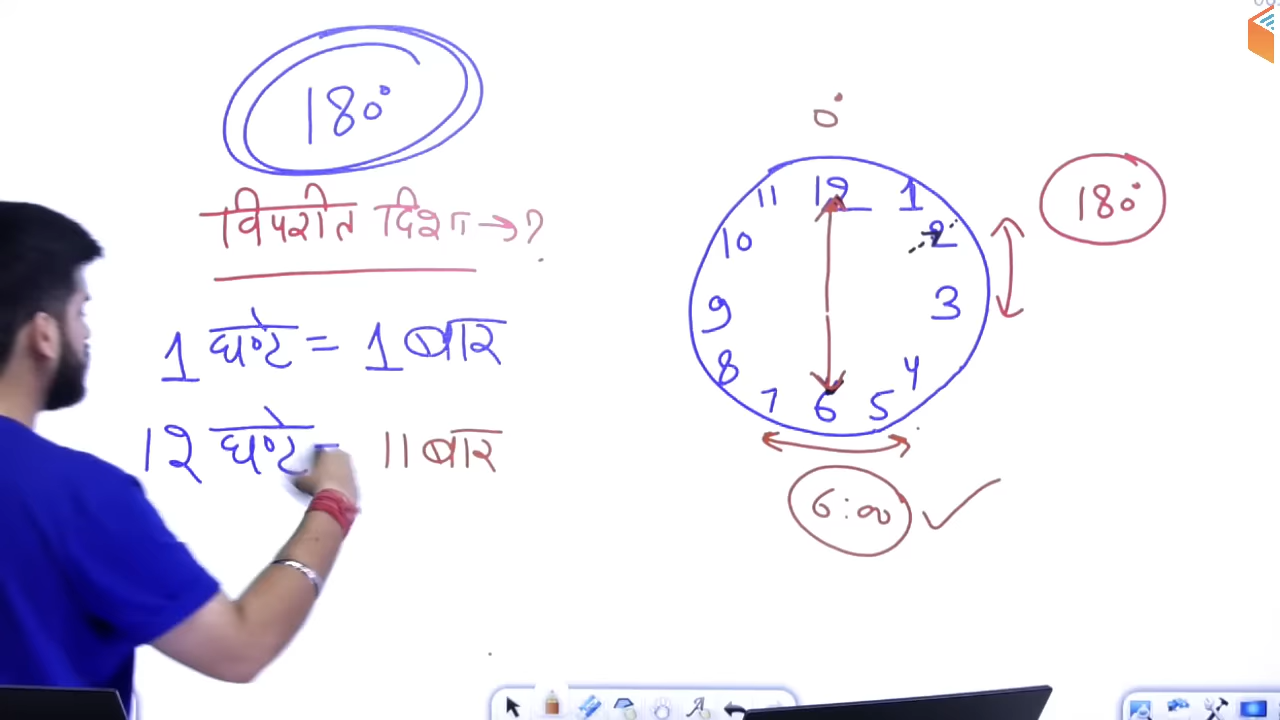 180°
विपरीत दिशा → ?
1 घण्टे = 1 बार
12 घण्टे = 11 बार
0°
12
11 1
10 2
9 3
8 4
7 6 5
180°
6:00